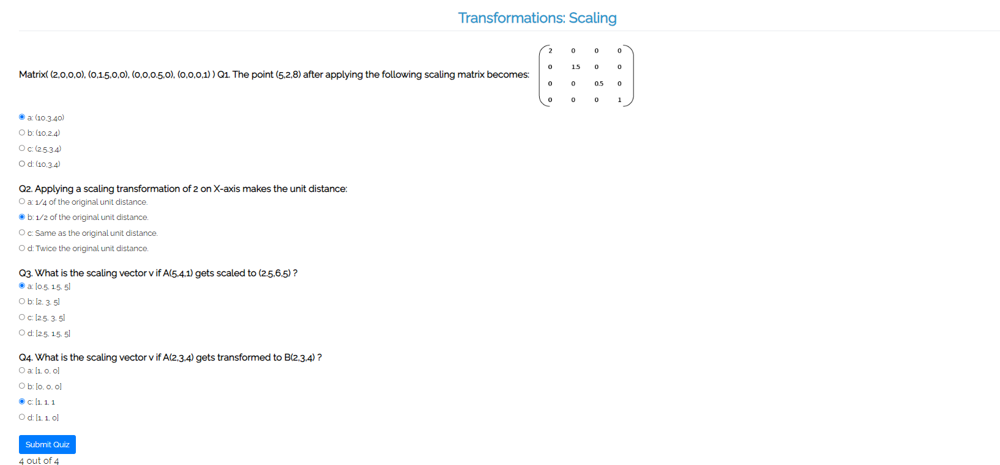 Transformations: Scaling
Matrix( (2,0,0,0), (0,1.5,0,0), (0,0,0.5,0), (0,0,0,1) ) Q1. The point (5,2,8) after applying the following scaling matrix becomes:
2 0 0 0
0 1.5 0 0
0 0 0.5 0
0 0 0 1
a: (10,3,40)
b: (10,2,4)
c: (2.5,3,4)
d: (10,3,4)
Q2. Applying a scaling transformation of 2 on X-axis makes the unit distance:
a: 1/4 of the original unit distance.
b: 1/2 of the original unit distance.
c: Same as the original unit distance.
d: Twice the original unit distance.
Q3. What is the scaling vector v if A(5,4,1) gets scaled to (2.5,6,5) ?
a: [0.5, 1.5, 5]
b: [2, 3, 5]
c: [2.5, 3, 5]
d: [2.5, 1.5, 5]
Q4. What is the scaling vector v if A(2,3,4) gets transformed to B(2,3,4) ?
a: [1, 0, 0]
b: [0, 0, 0]
c: [1, 1, 1
d: [1, 1, 0]
Submit Quiz
4 out of 4